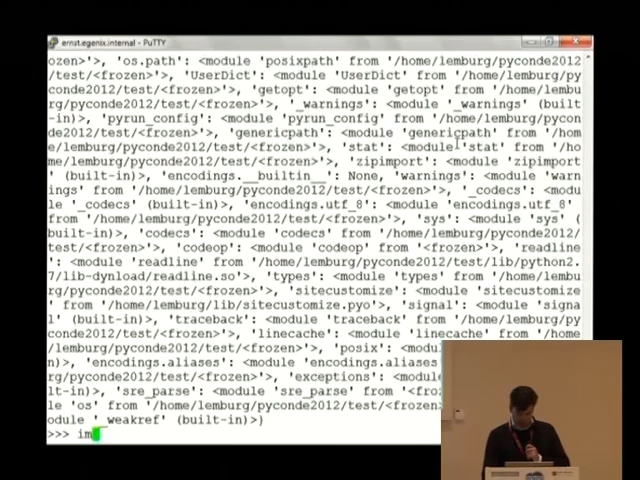 ernst.egenix.internal - PuTTY
ozen>'>, 'os.path': <module 'posixpath' from '/home/lemburg/pyconde2012
/test/<frozen>'>, 'UserDict': <module 'UserDict' from '/home/lemburg/py
conde2012/test/<frozen>'>, 'getopt': <module 'getopt' from '/home/lembu
rg/pyconde2012/test/<frozen>'>, '_warnings': <module '_warnings' (built
-in)>, 'pyrun_config': <module 'pyrun_config' from '/home/lemburg/pycon
de2012/test/<frozen>'>, 'genericpath': <module 'genericpath' from '/hom
e/lemburg/pyconde2012/test/<frozen>'>, 'stat': <module 'stat' from '/ho
me/lemburg/pyconde2012/test/<frozen>'>, 'zipimport': <module 'zipimport
' (built-in)>, 'encodings.__builtin__': None, 'warnings': <module 'warn
ings' from '/home/lemburg/pyconde2012/test/<frozen>'>, '_codecs': <modu
le '_codecs' (built-in)>, 'encodings.utf_8': <module 'encodings.utf_8'
from '/home/lemburg/pyconde2012/test/<frozen>'>, 'sys': <module 'sys' (
built-in)>, 'codecs': <module 'codecs' from '/home/lemburg/pyconde2012/
test/<frozen>'>, 'codeop': <module 'codeop' from '<frozen>'>, 'readline
': <module 'readline' from '/home/lemburg/pyconde2012/test/lib/python2.
7/lib-dynload/readline.so'>, 'types': <module 'types' from '/home/lembu
rg/pyconde2012/test/<frozen>'>, 'sitecustomize': <module 'sitecustomize
' from '/home/lemburg/lib/sitecustomize.pyo'>, 'signal': <module 'signa
l' (built-in)>, 'traceback': <module 'traceback' from '/home/lemburg/py
conde2012/test/<frozen>'>, 'linecache': <module 'linecache' from '/home
/lemburg/pyconde2012/test/<frozen>'>, 'posix': <modu
n)>, 'encodings.aliases': <module 'encodings.aliases
rg/pyconde2012/test/<frozen>'>, 'exceptions': <modul
lt-in)>, 'sre_parse': <module 'sre_parse' from '<fro
le 'os' from '/home/lemburg/pyconde2012/test/<frozen
odule '_weakref' (built-in)>}
>>> im